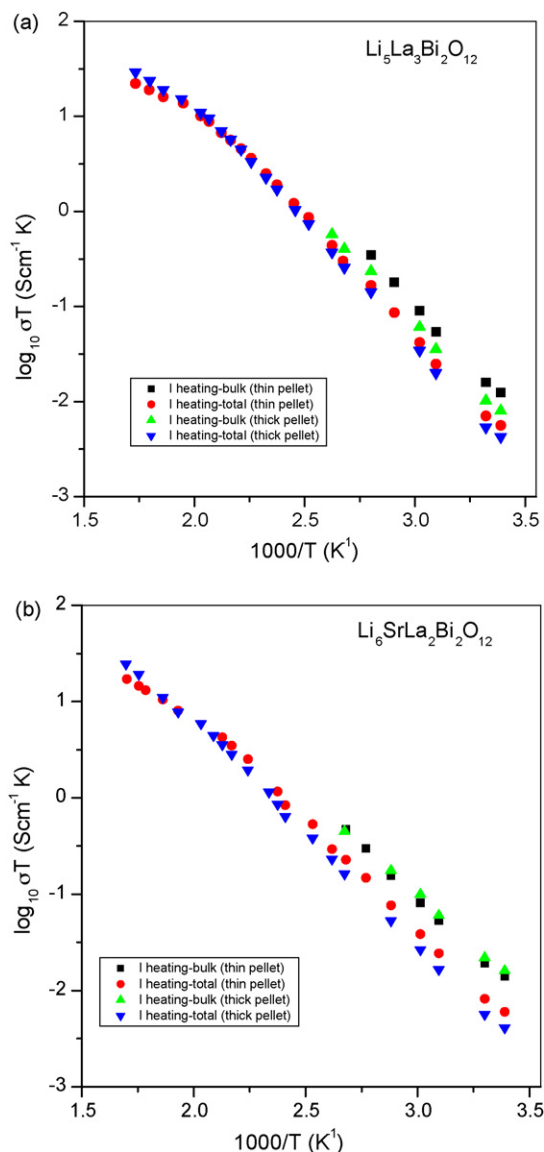 (a)
Li₅La₃Bi₂O₁₂
2
1
0
-1
-2
-3
log₁₀ σT (Scm⁻¹ K)
I heating-bulk (thin pellet)
I heating-total (thin pellet)
I heating-bulk (thick pellet)
I heating-total (thick pellet)
1.5 2.0 2.5 3.0 3.5
1000/T (K¹)
(b)
Li₆SrLa₂Bi₂O₁₂
2
1
0
-1
-2
-3
log₁₀ σT (Scm⁻¹ K)
I heating-bulk (thin pellet)
I heating-total (thin pellet)
I heating-bulk (thick pellet)
I heating-total (thick pellet)
1.5 2.0 2.5 3.0 3.5
1000/T (K¹)